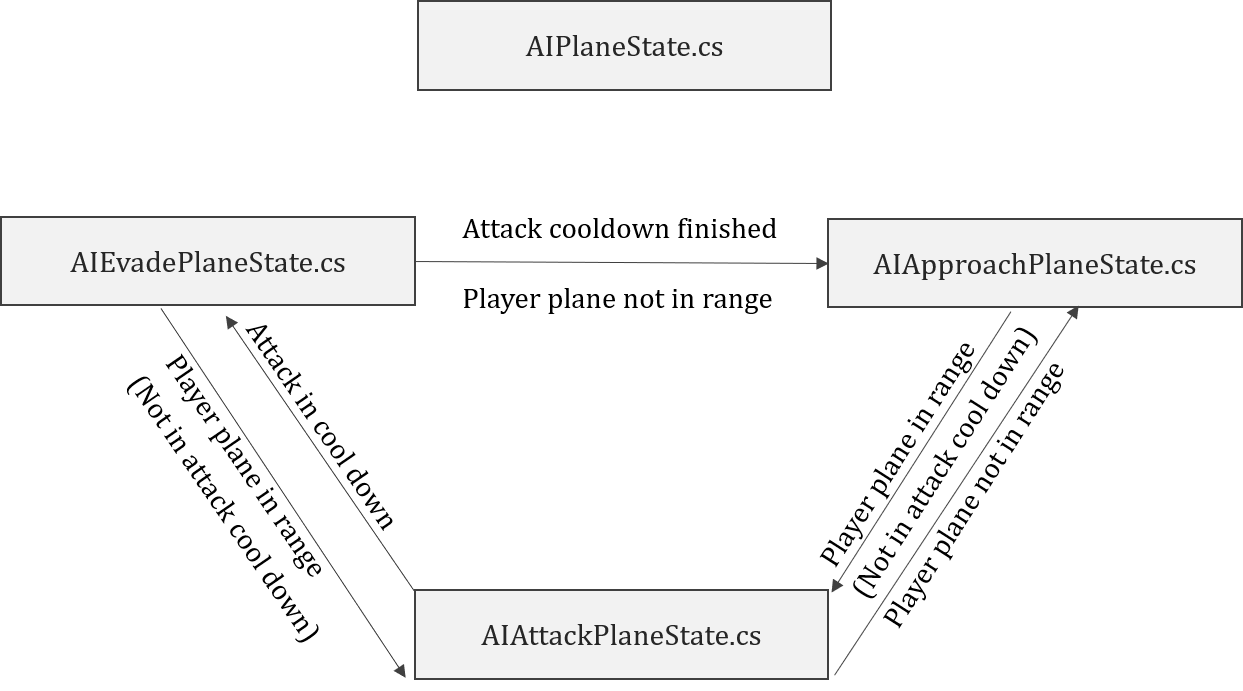 AIPlaneState.cs
Attack cooldown finished
AIEvadePlaneState.cs
AIApproachPlaneState.cs
Player plane not in range
Attack in cool down
Player plane in range
(Not in attack cool down)
Player plane in range
(Not in attack cool down)
Player plane not in range
AIAttackPlaneState.cs